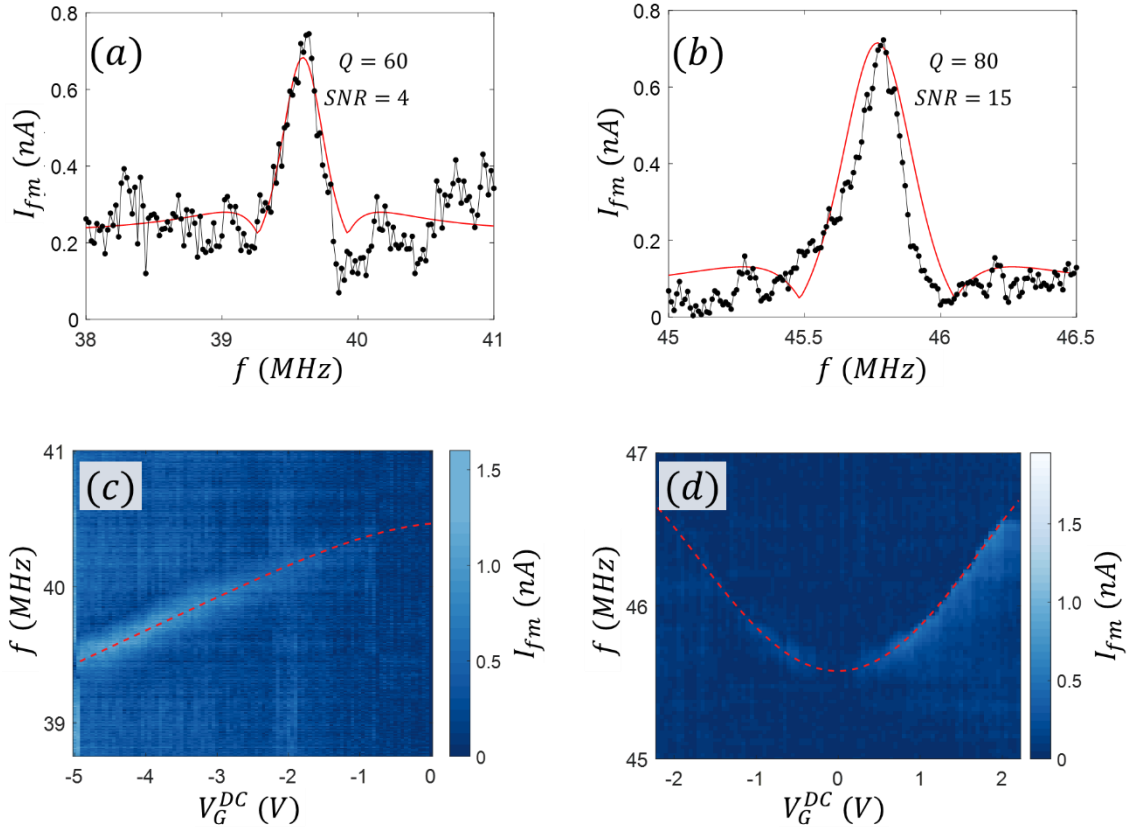 (a)
Q = 60
SNR = 4
I_fm (nA)
0.8
0.6
0.4
0.2
0
38
39
40
41
f (MHz)
(b)
Q = 80
SNR = 15
I_fm (nA)
0.8
0.6
0.4
0.2
0
45
45.5
46
46.5
f (MHz)
(c)
f (MHz)
41
40
39
-5
-4
-3
-2
-1
0
V_G^DC (V)
1.5
1.0
0.5
0
I_fm (nA)
(d)
f (MHz)
47
46
45
-2
-1
0
1
2
V_G^DC (V)
1.5
1.0
0.5
0
I_fm (nA)